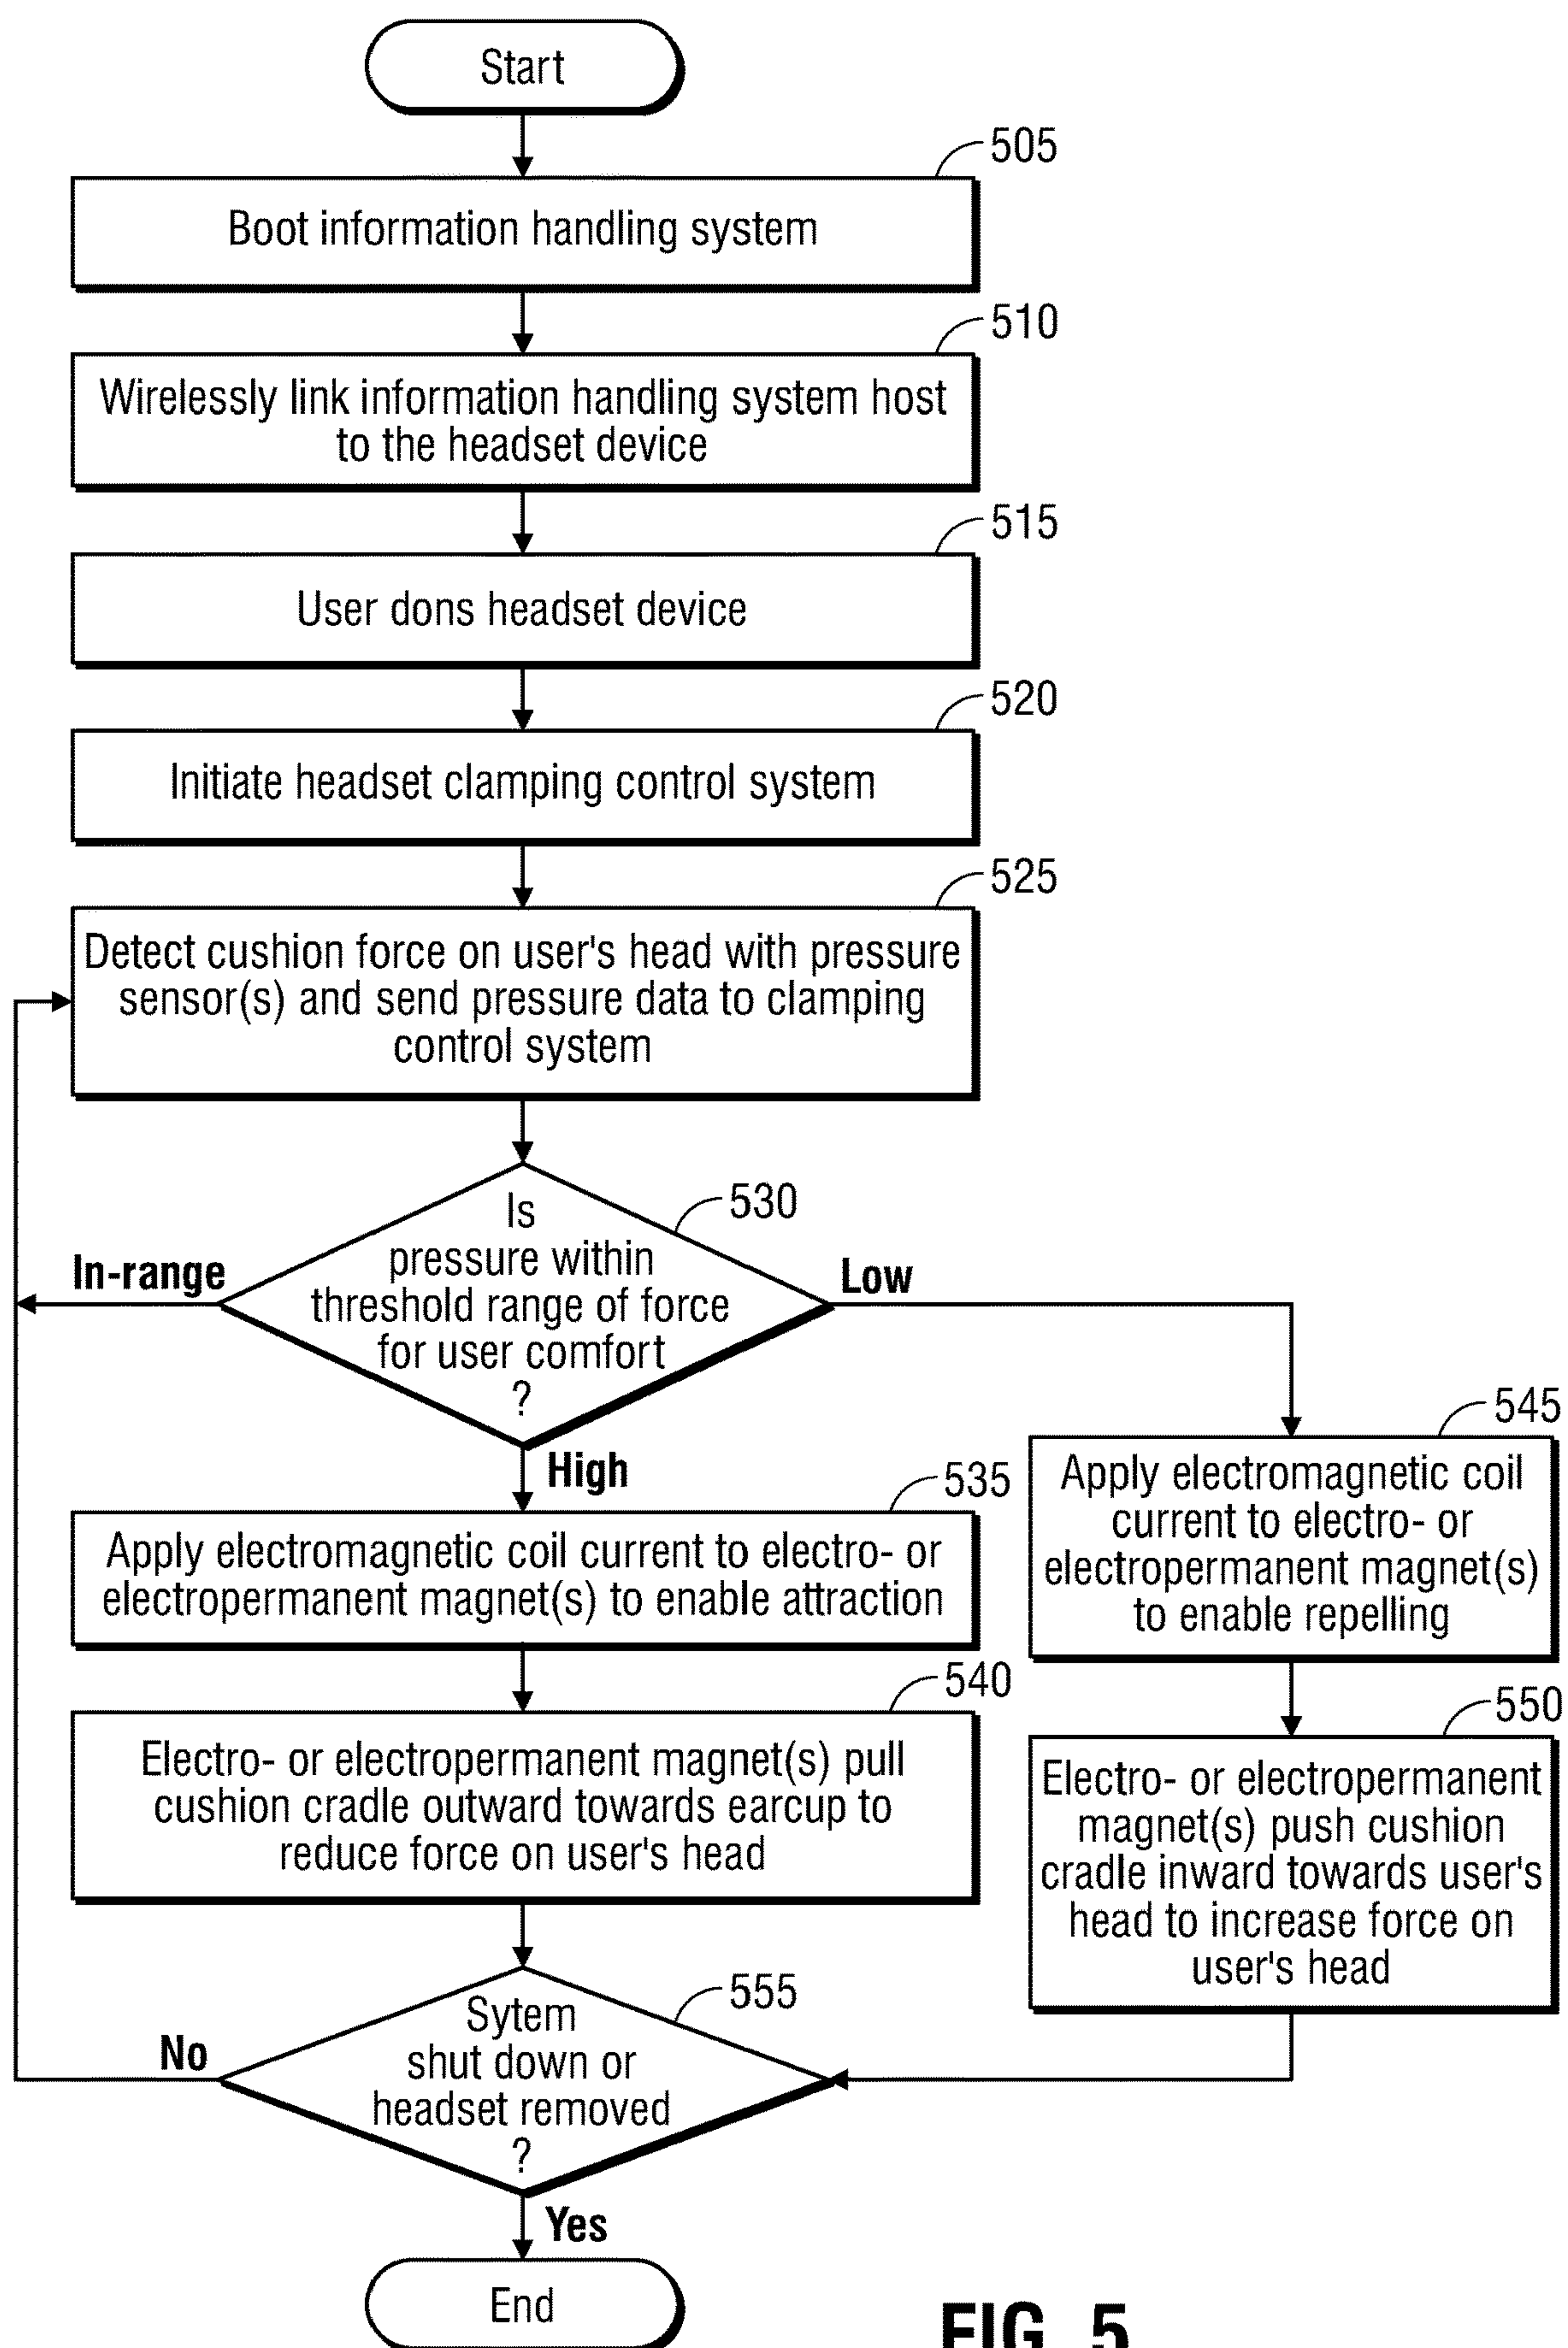 Start
505
Boot information handling system
510
Wirelessly link information handling system host
to the headset device
515
User dons headset device
520
Initiate headset clamping control system
525
Detect cushion force on user's head with pressure
sensor(s) and send pressure data to clamping
control system
530
Is
pressure within
threshold range of force
for user comfort
?
In-range
Low
High
535
Apply electromagnetic coil current to electro- or
electropermanent magnet(s) to enable attraction
540
Electro- or electropermanent magnet(s) pull
cushion cradle outward towards earcup to
reduce force on user's head
545
Apply electromagnetic coil
current to electro- or
electropermanent magnet(s)
to enable repelling
550
Electro- or electropermanent
magnet(s) push cushion
cradle inward towards user's
head to increase force on
user's head
555
Sytem
shut down or
headset removed
?
No
Yes
End
FIG. 5